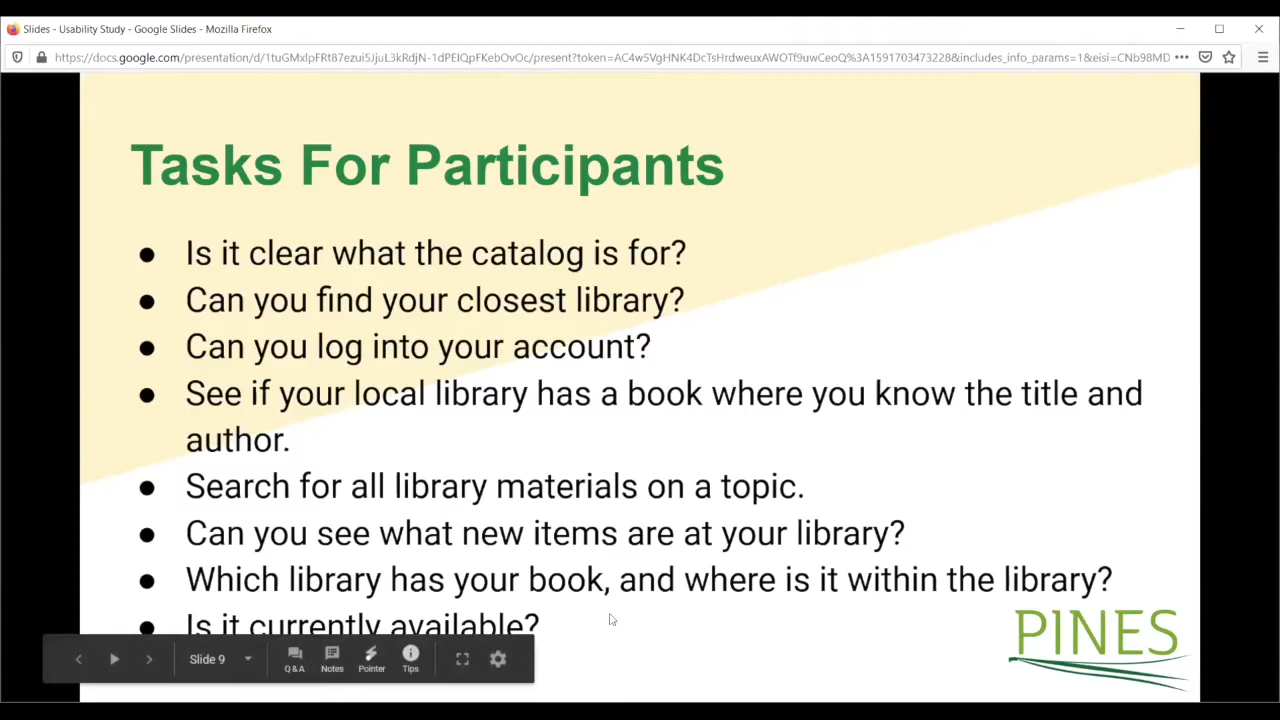 Slides - Usability Study - Google Slides - Mozilla Firefox
https://docs.google.com/presentation/d/1tuGMxlpFRt87ezui5JjuL3kRdjN-1dPEIQpFKebOvOc/present?token=AC4w5VgHNK4DcTsHrdweuxAWOTf9uwCeoQ%3A1591703473228&includes_info_params=1&eisi=CNb98MD
Tasks For Participants
● Is it clear what the catalog is for?
● Can you find your closest library?
● Can you log into your account?
● See if your local library has a book where you know the title and
author.
● Search for all library materials on a topic.
● Can you see what new items are at your library?
● Which library has your book, and where is it within the library?
● Is it currently available?
PINES
Slide 9
Q & A Notes Pointer Tips